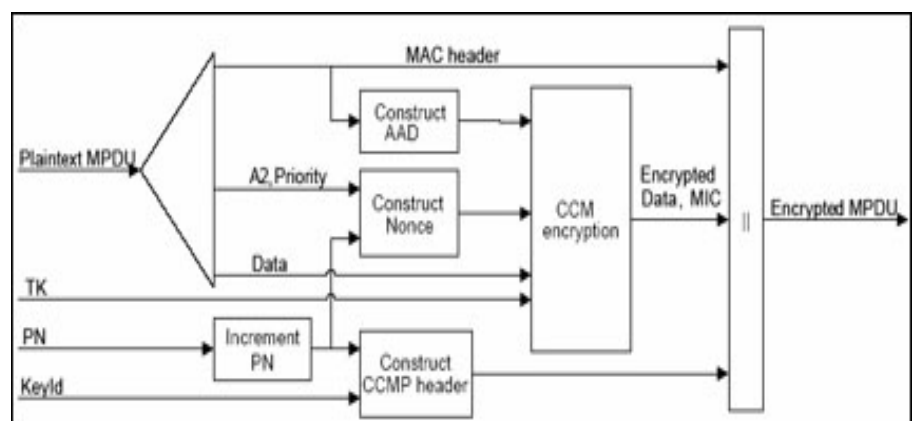 MAC header
Construct
AAD
Plaintext MPDU
A2,Priority
Construct
Nonce
CCM
encryption
Encrypted
Data, MIC
||
Encrypted MPDU
Data
TK
PN
Increment
PN
Construct
CCMP header
KeyId